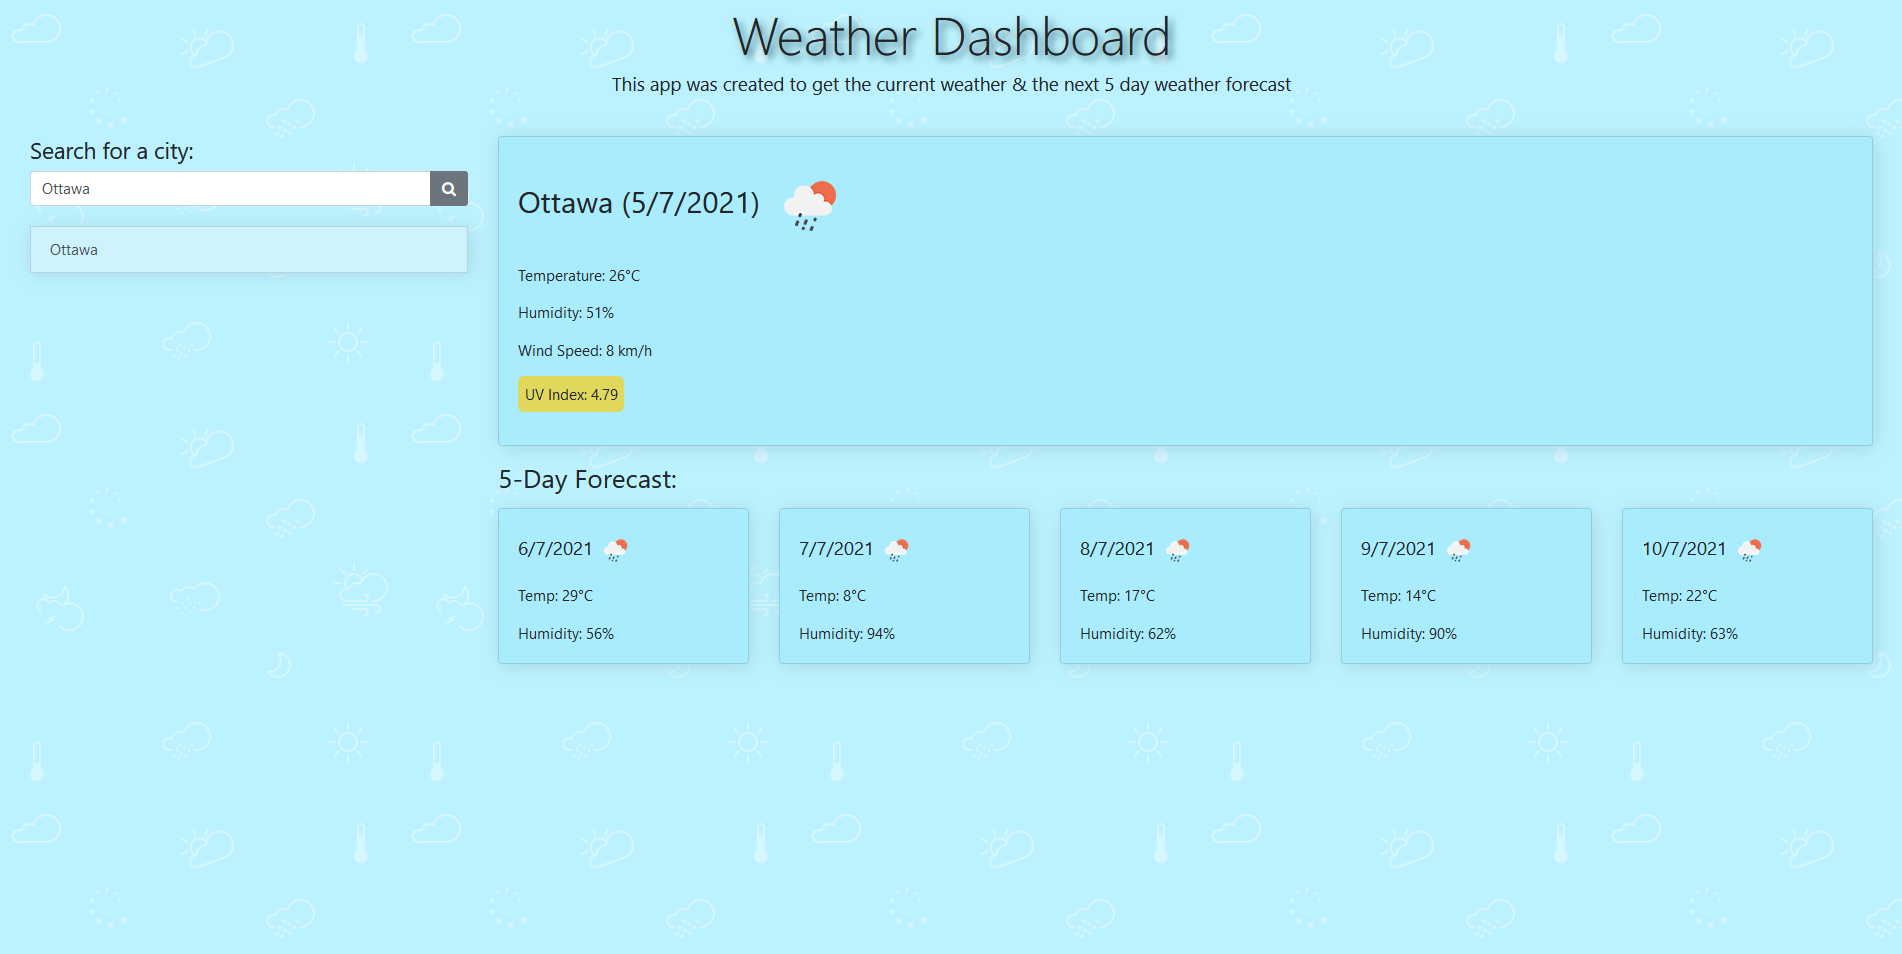 Weather Dashboard
This app was created to get the current weather & the next 5 day weather forecast
Search for a city:
Ottawa
Ottawa
Ottawa (5/7/2021)
Temperature: 26°C
Humidity: 51%
Wind Speed: 8 km/h
UV Index: 4.79
5-Day Forecast:
6/7/2021
Temp: 29°C
Humidity: 56%
7/7/2021
Temp: 8°C
Humidity: 94%
8/7/2021
Temp: 17°C
Humidity: 62%
9/7/2021
Temp: 14°C
Humidity: 90%
10/7/2021
Temp: 22°C
Humidity: 63%